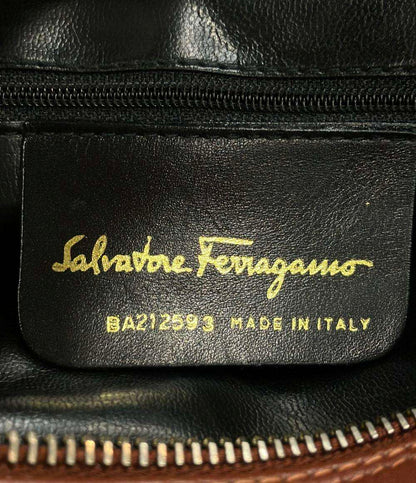 Salvatore Ferragamo
BA212593 MADE IN ITALY